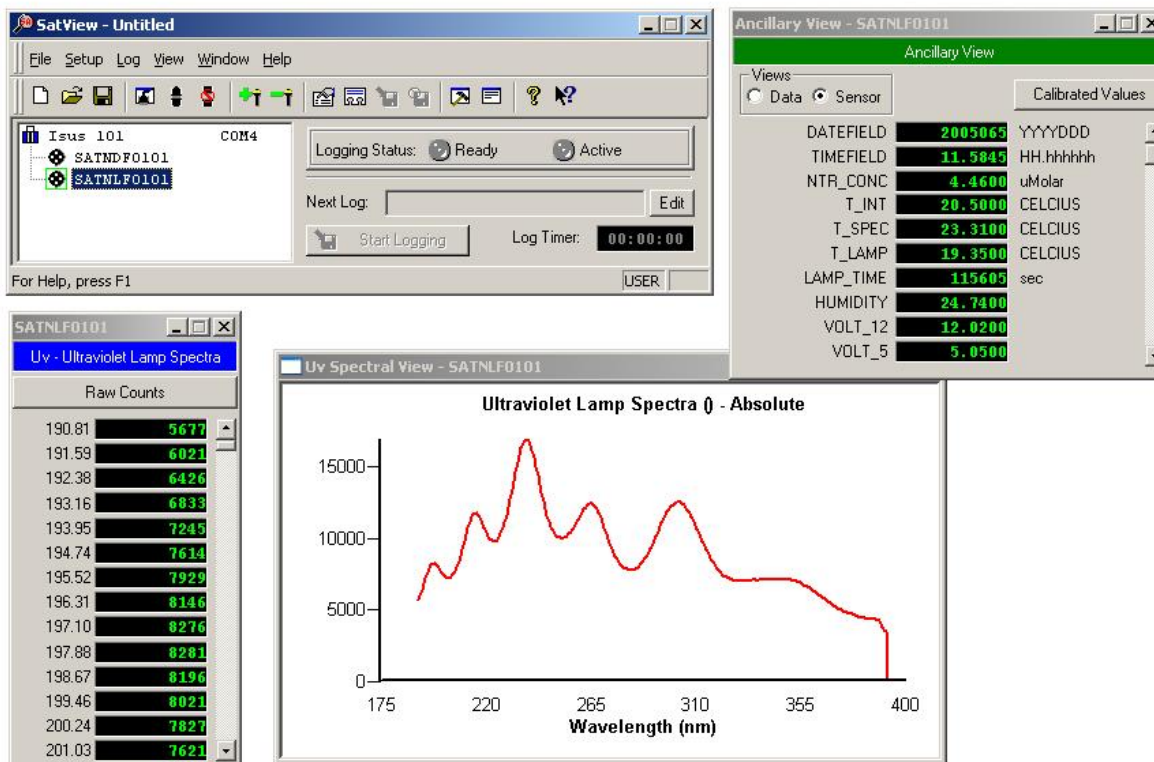 SatView - Untitled
File Setup Log View Window Help
Isus 101 COM4
SATNDF0101
SATNLF0101
Logging Status: Ready Active
Next Log: Edit
Start Logging Log Timer: 00:00:00
For Help, press F1 USER
Ancillary View - SATNLF0101
Ancillary View
Views
Data Sensor
Calibrated Values
DATEFIELD 2005065 YYYYDDD
TIMEFIELD 11.5845 HH.hhhhhh
NTR_CONC 4.4600 uMolar
T_INT 20.5000 CELCIUS
T_SPEC 23.3100 CELCIUS
T_LAMP 19.3500 CELCIUS
LAMP_TIME 115605 sec
HUMIDITY 24.7400
VOLT_12 12.0200
VOLT_5 5.0500
SATNLF0101
Uv - Ultraviolet Lamp Spectra
Raw Counts
190.81 5677
191.59 6021
192.38 6426
193.16 6833
193.95 7245
194.74 7614
195.52 7929
196.31 8146
197.10 8276
197.88 8281
198.67 8196
199.46 8021
200.24 7827
201.03 7621
Uv Spectral View - SATNLF0101
Ultraviolet Lamp Spectra () - Absolute
15000
10000
5000
0
175 220 265 310 355 400
Wavelength (nm)